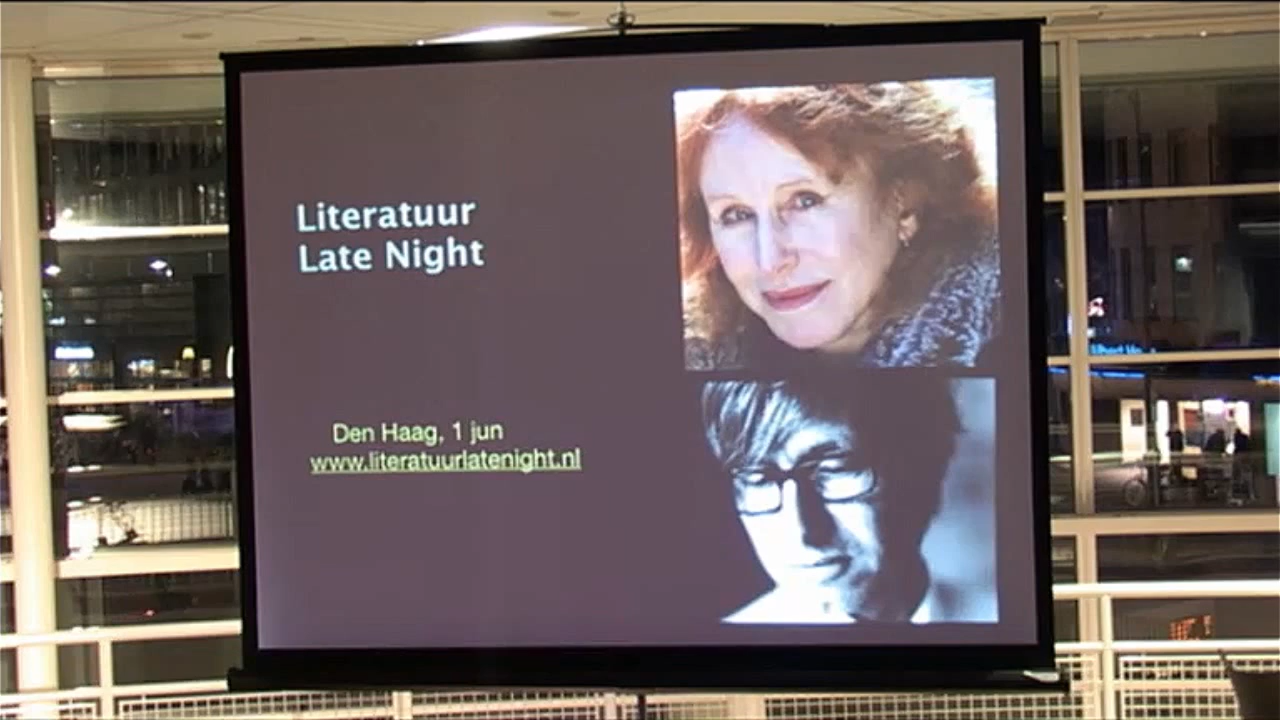 Literatuur
Late Night
Den Haag, 1 jun
www.literatuurlatenight.nl